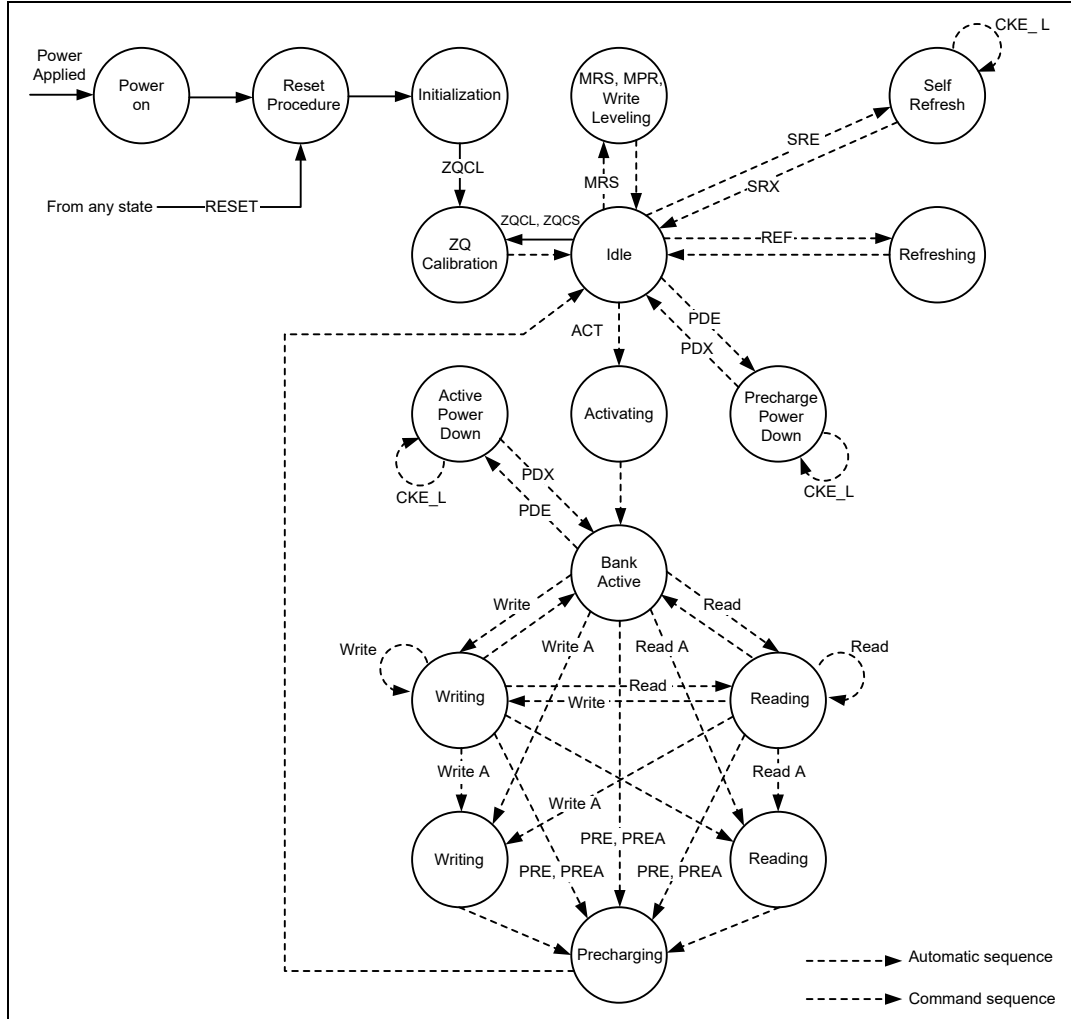 Power
Applied
Power
on
Reset
Procedure
Initialization
MRS, MPR,
Write
Leveling
CKE_ L
Self
Refresh
ZQCL
MRS
SRE
SRX
From any state
RESET
ZQCL, ZQCS
ZQ
Calibration
Idle
REF
Refreshing
ACT
PDE
PDX
Active
Power
Down
Activating
Precharge
Power
Down
CKE_L
PDX
PDE
CKE_L
Bank
Active
Write
Read
Write
Write A
Read A
Read
Writing
Read
Write
Reading
Write A
Write A
Read A
Writing
PRE, PREA
PRE, PREA
PRE, PREA
Reading
Precharging
Automatic sequence
Command sequence